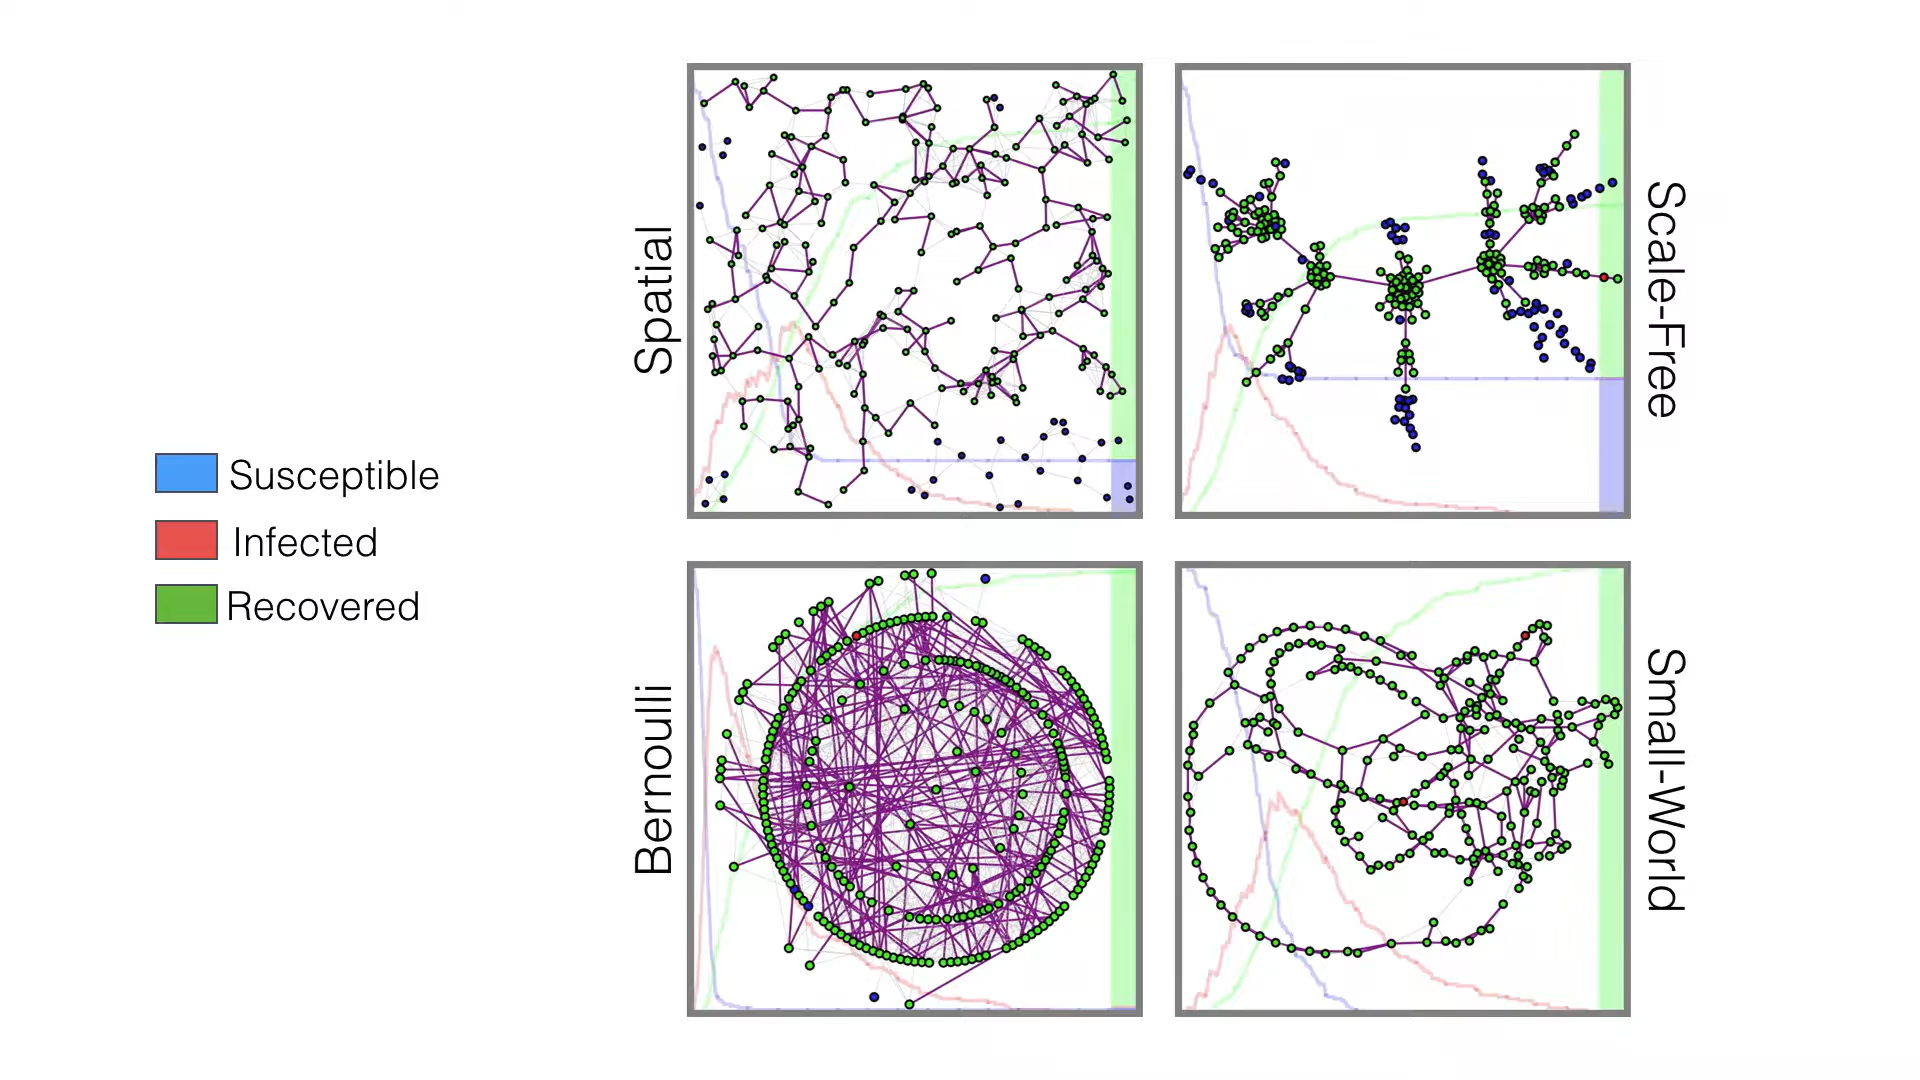 Spatial
Scale-Free
Susceptible
Infected
Recovered
Bernoulli
Small-World